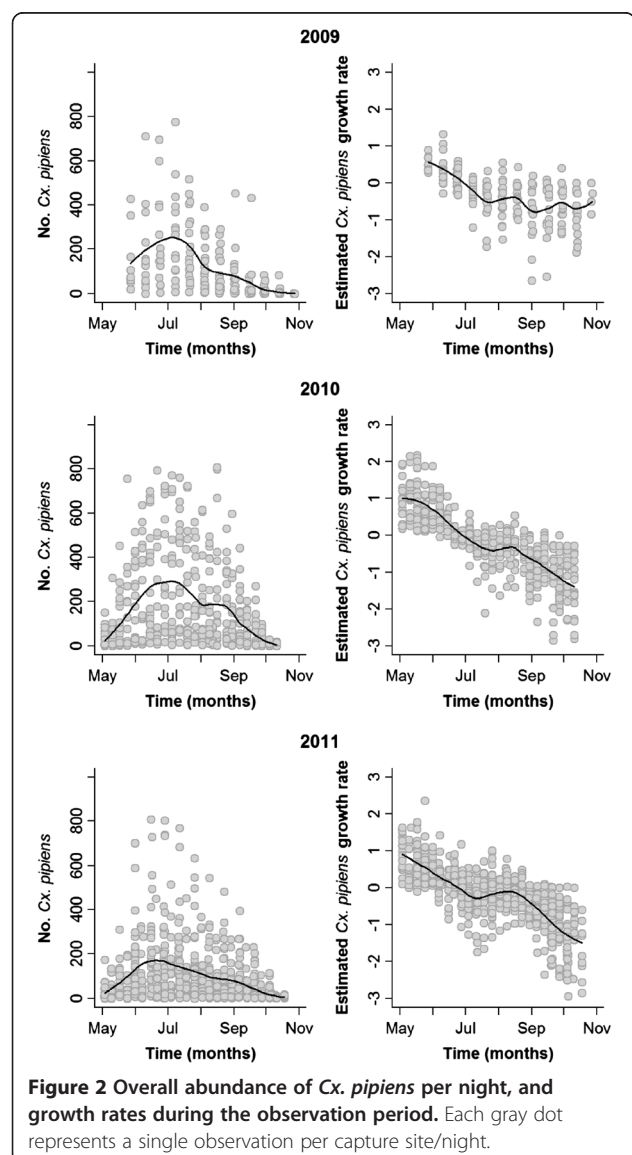 2009
No. Cx. pipiens
800
600
400
200
0
May Jul Sep Nov
Time (months)
Estimated Cx. pipiens growth rate
3
2
1
0
-1
-2
-3
May Jul Sep Nov
Time (months)
2010
No. Cx. pipiens
800
600
400
200
0
May Jul Sep Nov
Time (months)
Estimated Cx. pipiens growth rate
3
2
1
0
-1
-2
-3
May Jul Sep Nov
Time (months)
2011
No. Cx. pipiens
800
600
400
200
0
May Jul Sep Nov
Time (months)
Estimated Cx. pipiens growth rate
3
2
1
0
-1
-2
-3
May Jul Sep Nov
Time (months)
Figure 2 Overall abundance of Cx. pipiens per night, and
growth rates during the observation period. Each gray dot
represents a single observation per capture site/night.